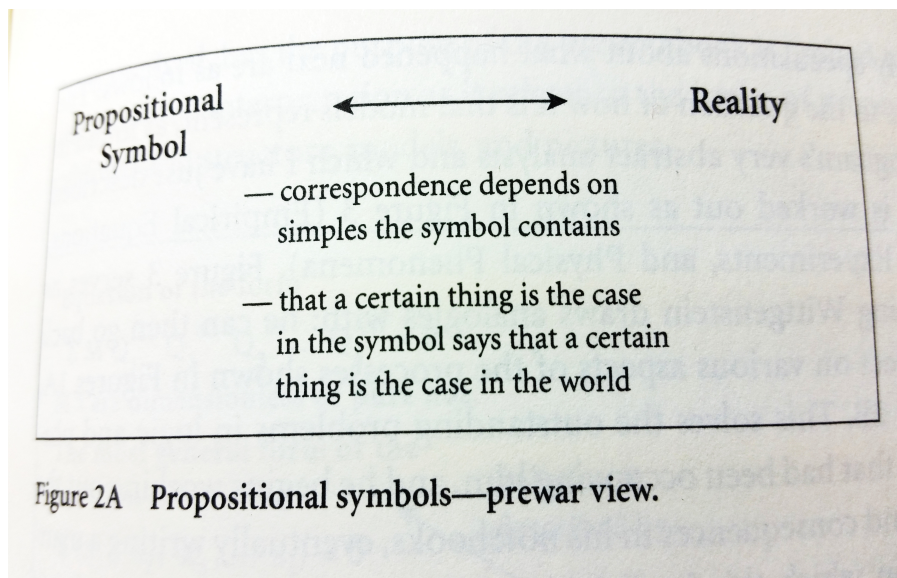 Propositional Symbol ↔ Reality
— correspondence depends on
simples the symbol contains
— that a certain thing is the case
in the symbol says that a certain
thing is the case in the world
Figure 2A Propositional symbols—prewar view.